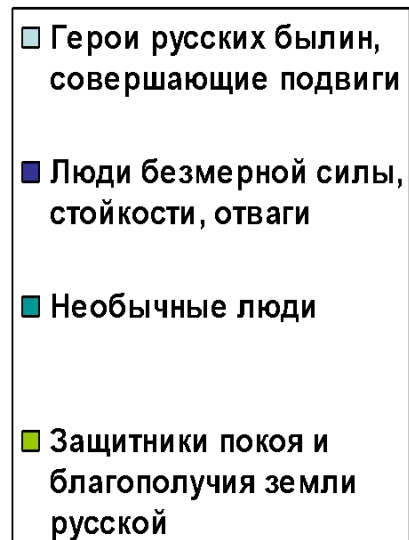 Герои русских былин,
совершающие подвиги
Люди безмерной силы,
стойкости, отваги
Необычные люди
Защитники покоя и
благополучия земли
русской